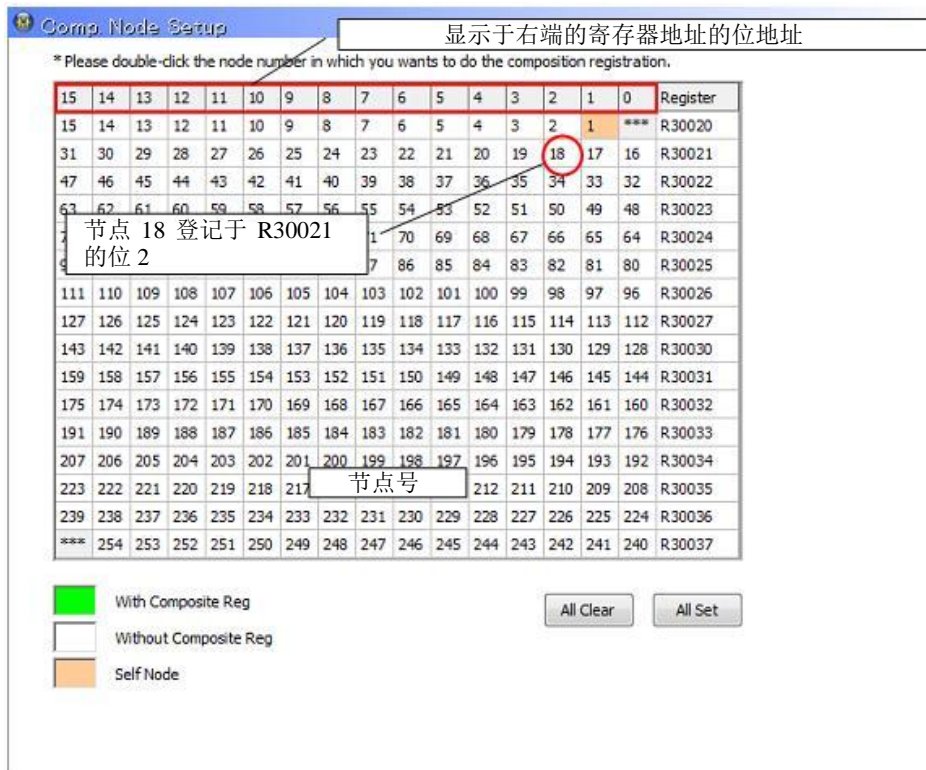 Comp. Node Setup
显示于右端的寄存器地址的位地址
* Please double-click the node number in which you wants to do the composition registration.
15 14 13 12 11 10 9 8 7 6 5 4 3 2 1 0 Register
15 14 13 12 11 10 9 8 7 6 5 4 3 2 1 *** R30020
31 30 29 28 27 26 25 24 23 22 21 20 19 18 17 16 R30021
47 46 45 44 43 42 41 40 39 38 37 36 35 34 33 32 R30022
63 62 61 60 59 58 57 56 55 54 53 52 51 50 49 48 R30023
节点 18 登记于 R30021
的位 2
70 69 68 67 66 65 64 R30024
86 85 84 83 82 81 80 R30025
111 110 109 108 107 106 105 104 103 102 101 100 99 98 97 96 R30026
127 126 125 124 123 122 121 120 119 118 117 116 115 114 113 112 R30027
143 142 141 140 139 138 137 136 135 134 133 132 131 130 129 128 R30030
159 158 157 156 155 154 153 152 151 150 149 148 147 146 145 144 R30031
175 174 173 172 171 170 169 168 167 166 165 164 163 162 161 160 R30032
191 190 189 188 187 186 185 184 183 182 181 180 179 178 177 176 R30033
207 206 205 204 203 202 201 200 199 198 197 196 195 194 193 192 R30034
223 222 221 220 219 218 217 节点号 212 211 210 209 208 R30035
239 238 237 236 235 234 233 232 231 230 229 228 227 226 225 224 R30036
*** 254 253 252 251 250 249 248 247 246 245 244 243 242 241 240 R30037
With Composite Reg
All Clear All Set
Without Composite Reg
Self Node